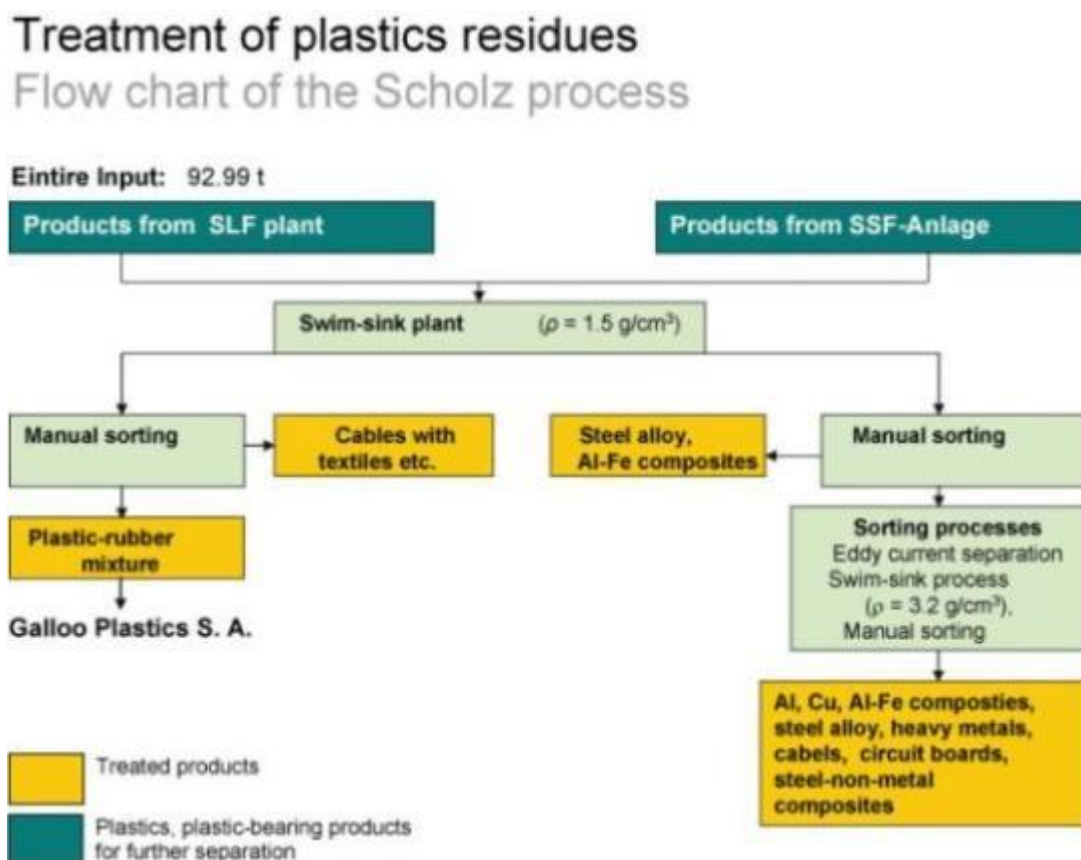 Treatment of plastics residues
Flow chart of the Scholz process
Eintire Input: 92.99 t
Products from SLF plant
Products from SSF-Anlage
Swim-sink plant (ρ = 1.5 g/cm³)
Manual sorting
Cables with
textiles etc.
Steel alloy,
Al-Fe composites
Manual sorting
Plastic-rubber
mixture
Galloo Plastics S. A.
Sorting processes
Eddy current separation
Swim-sink process
(ρ = 3.2 g/cm³),
Manual sorting
Al, Cu, Al-Fe composties,
steel alloy, heavy metals,
cabels, circuit boards,
steel-non-metal
composites
Treated products
Plastics, plastic-bearing products
for further separation